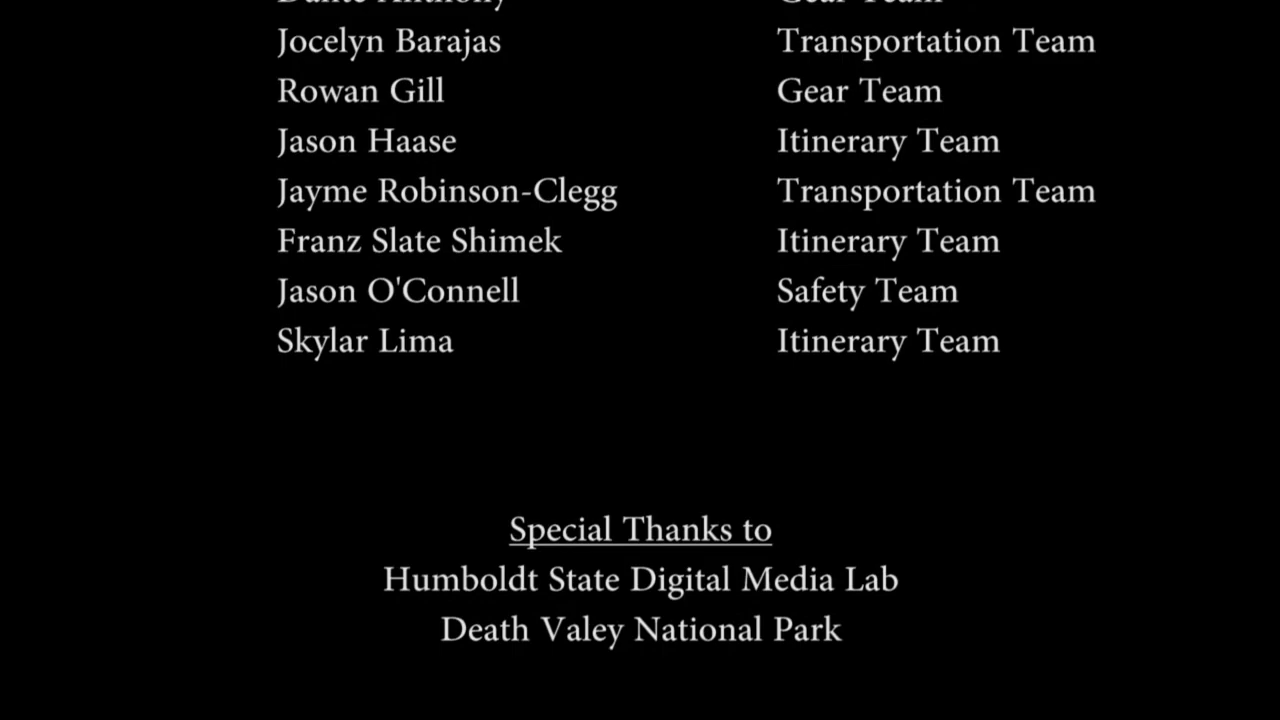 Jocelyn Barajas Transportation Team
Rowan Gill Gear Team
Jason Haase Itinerary Team
Jayme Robinson-Clegg Transportation Team
Franz Slate Shimek Itinerary Team
Jason O'Connell Safety Team
Skylar Lima Itinerary Team
Special Thanks to
Humboldt State Digital Media Lab
Death Valey National Park